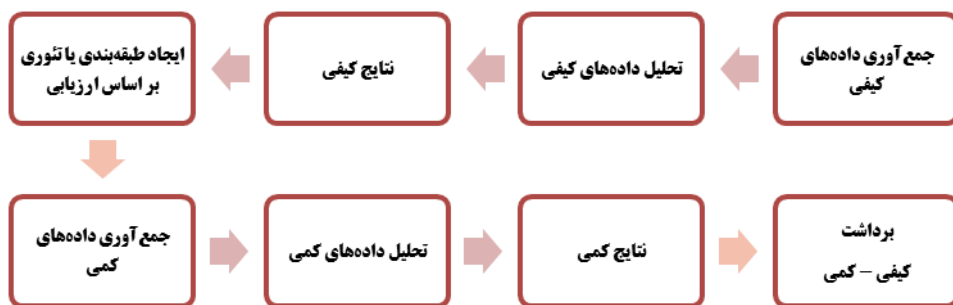 جمع‌آوری داده‌های
کیفی
تحلیل داده‌های کیفی
نتایج کیفی
ایجاد طبقه‌بندی یا تئوری
بر اساس ارزیابی
جمع‌آوری داده‌های
کمی
تحلیل داده‌های کمی
نتایج کمی
برداشت
کیفی – کمی